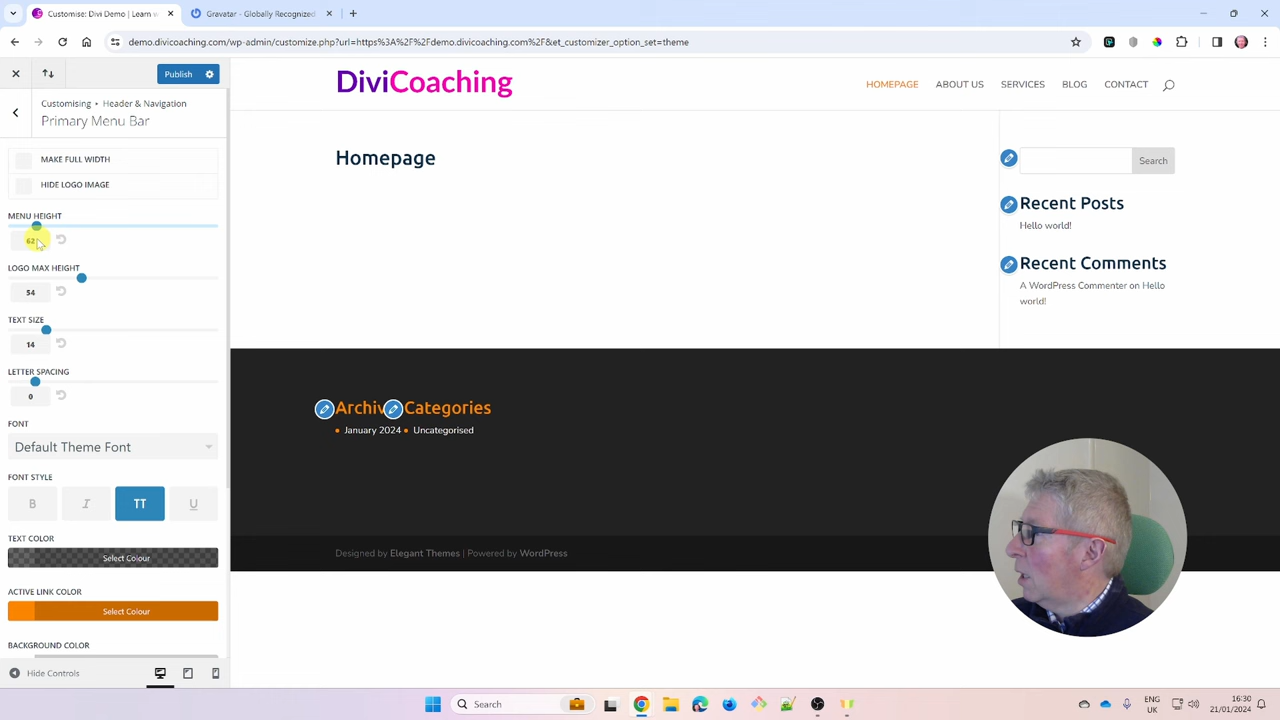 Customise: Divi Demo | Learn w
Gravatar - Globally Recognized
demo.divicoaching.com/wp-admin/customize.php?url=https%3A%2F%2Fdemo.divicoaching.com%2F&et_customizer_option_set=theme
Publish
Customising ▸ Header & Navigation
Primary Menu Bar
MAKE FULL WIDTH
HIDE LOGO IMAGE
MENU HEIGHT
62
LOGO MAX HEIGHT
54
TEXT SIZE
14
LETTER SPACING
0
FONT
Default Theme Font
FONT STYLE
B I TT U
TEXT COLOR
Select Colour
ACTIVE LINK COLOR
Select Colour
BACKGROUND COLOR
Hide Controls
DiviCoaching
HOMEPAGE ABOUT US SERVICES BLOG CONTACT
Homepage
Search
Recent Posts
Hello world!
Recent Comments
A WordPress Commenter on Hello
world!
Archiv Categories
January 2024 Uncategorised
Designed by Elegant Themes | Powered by WordPress
Search
ENG
UK
16:30
21/01/2024